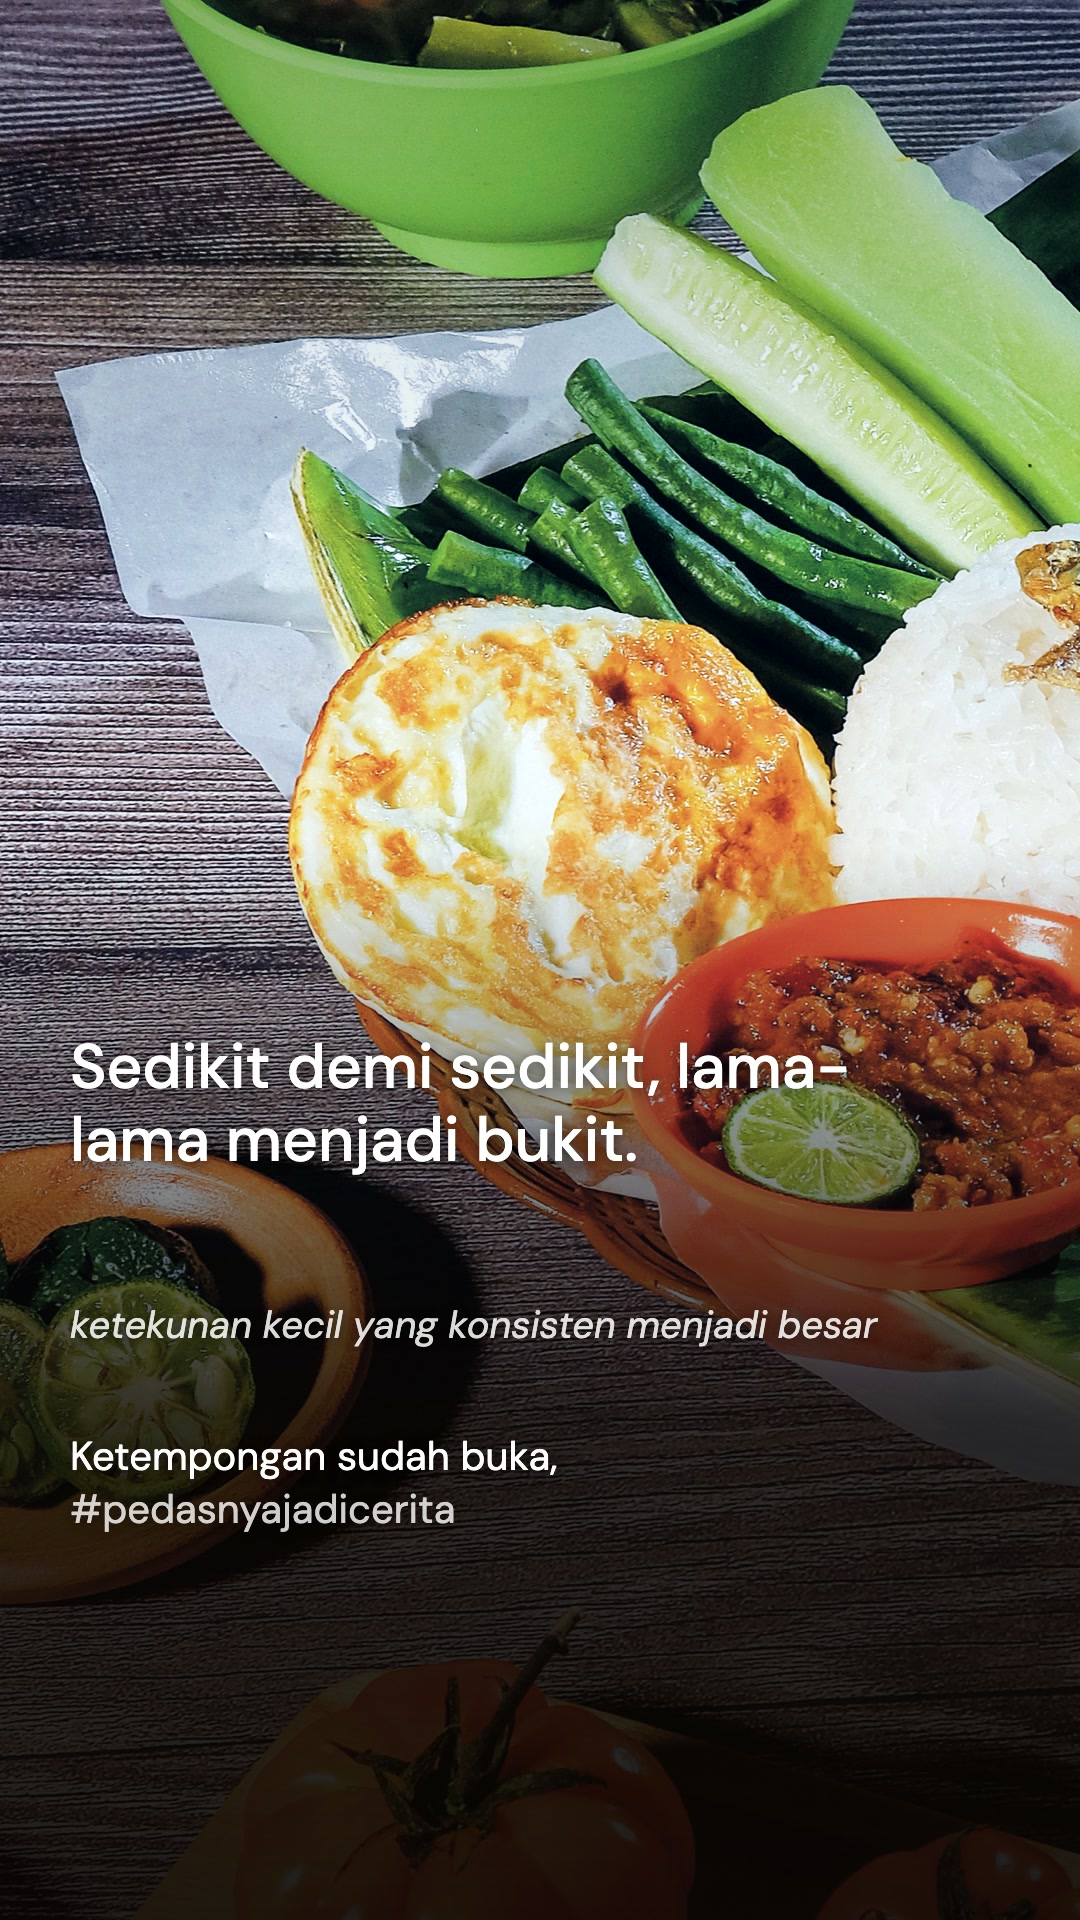 Sedikit demi sedikit, lama-
lama menjadi bukit.
ketekunan kecil yang konsisten menjadi besar
Ketempongan sudah buka,
#pedasnyajadicerita